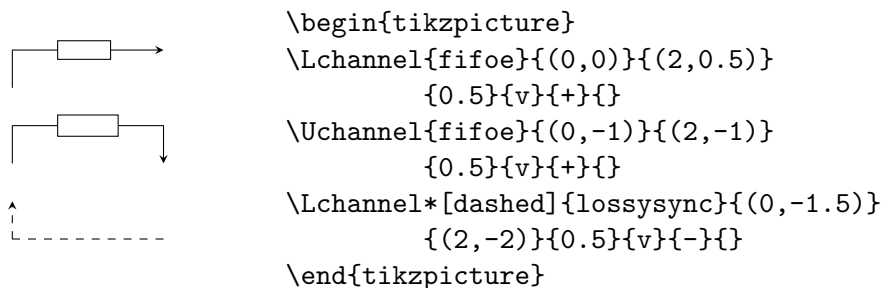 \begin{tikzpicture}
\Lchannel{fifoe}{(0,0)}{(2,0.5)}
{0.5}{v}{+}{}
\Uchannel{fifoe}{(0,-1)}{(2,-1)}
{0.5}{v}{+}{}
\Lchannel*[dashed]{lossysync}{(0,-1.5)}
{(2,-2)}{0.5}{v}{-}{}
\end{tikzpicture}